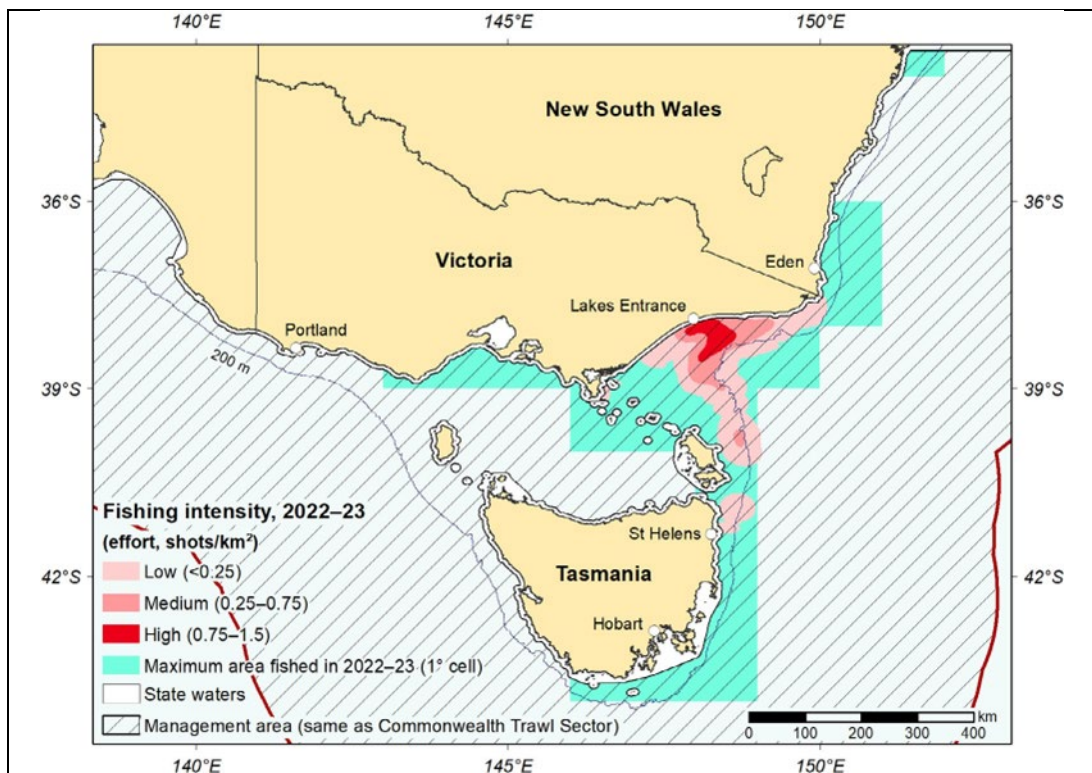 140°E 145°E 150°E
New South Wales
36°S 36°S
Victoria
Eden
Lakes Entrance
Portland
200 m
39°S 39°S
Fishing intensity, 2022–23
(effort, shots/km²)
St Helens
Low (<0.25)
42°S 42°S
Tasmania
Medium (0.25–0.75)
Hobart
High (0.75–1.5)
Maximum area fished in 2022–23 (1° cell)
State waters
Management area (same as Commonwealth Trawl Sector)
km
0 100 200 300 400
140°E 145°E 150°E